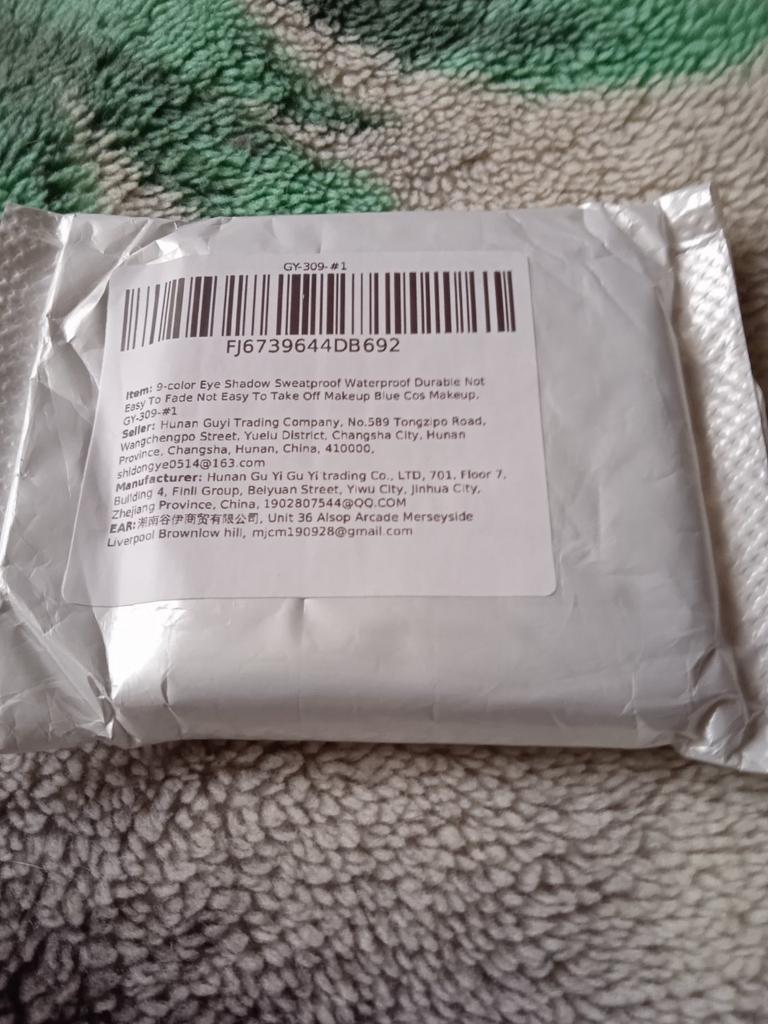 GY-309-#1
FJ6739644DB692
Item: 9-color Eye Shadow Sweatproof Waterproof Durable Not
Easy To Fade Not Easy To Take Off Makeup Blue Cos Makeup,
GY-309-#1
Seller: Hunan Guyi Trading Company, No.589 Tongzipo Road,
Wangchengpo Street, Yuelu District, Changsha City, Hunan
Province, Changsha, Hunan, China, 410000,
shidongye0514@163.com
Manufacturer: Hunan Gu Yi Gu Yi trading Co., LTD, 701, Floor 7,
Building 4, Finli Group, Beiyuan Street, Yiwu City, Jinhua City,
Zhejiang Province, China, 1902807544@QQ.COM
EAR:湖南谷伊商贸有限公司, Unit 36 Alsop Arcade Merseyside
Liverpool Brownlow hill, mjcm190928@gmail.com